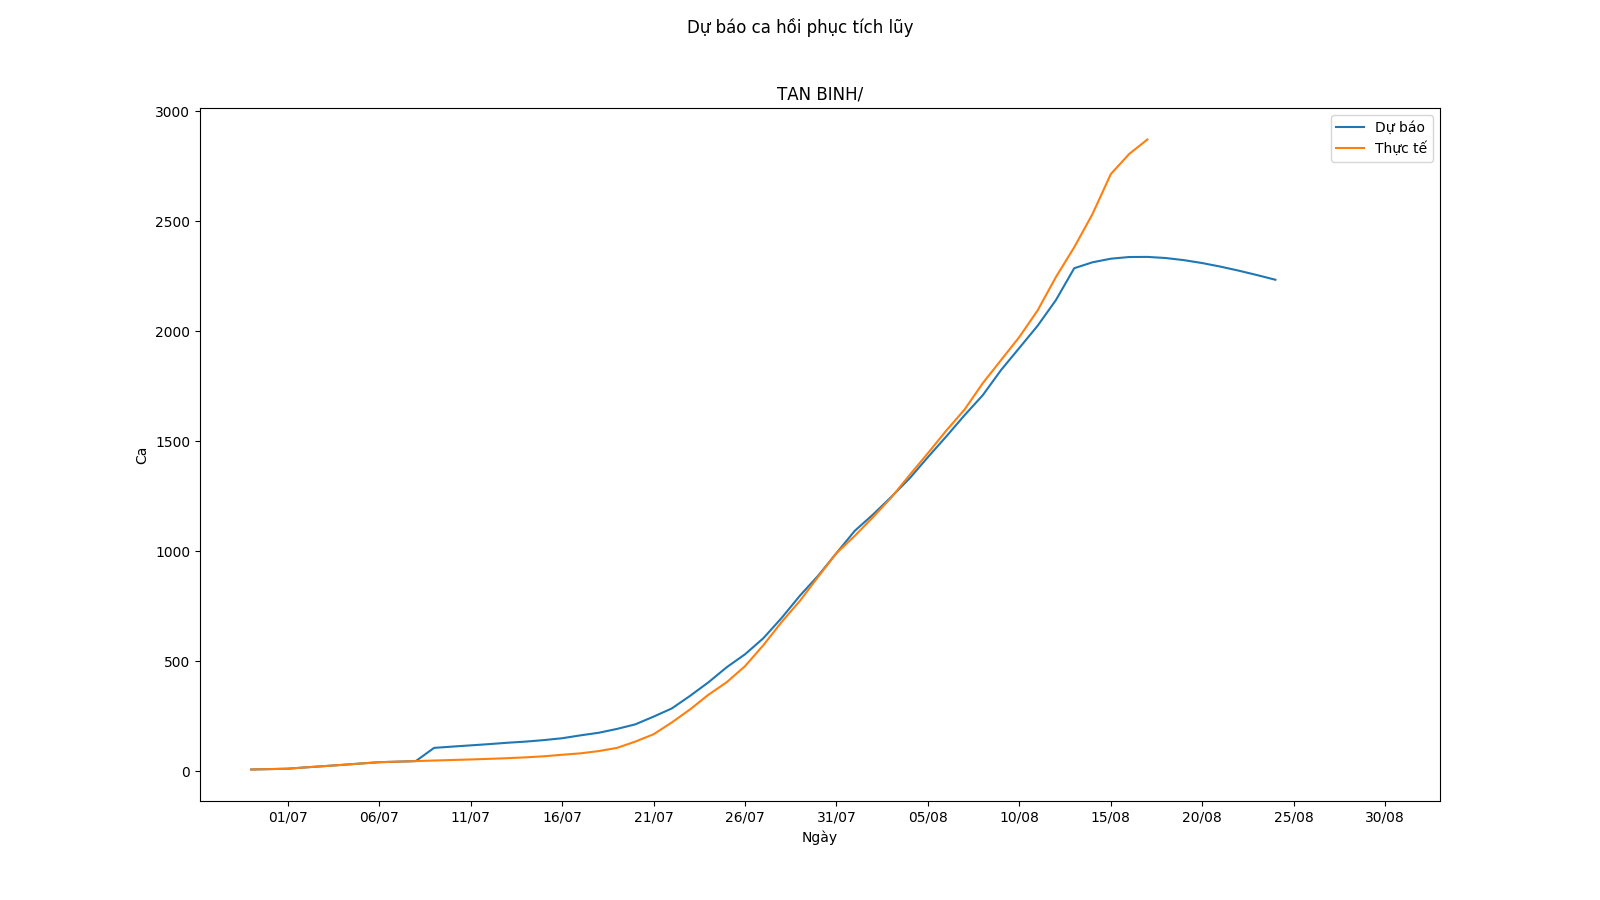 Dự báo ca hồi phục tích lũy
TAN BINH/
Dự báo
Thực tế
3000
2500
2000
1500
1000
500
0
Ca
01/07 06/07 11/07 16/07 21/07 26/07 31/07 05/08 10/08 15/08 20/08 25/08 30/08
Ngày